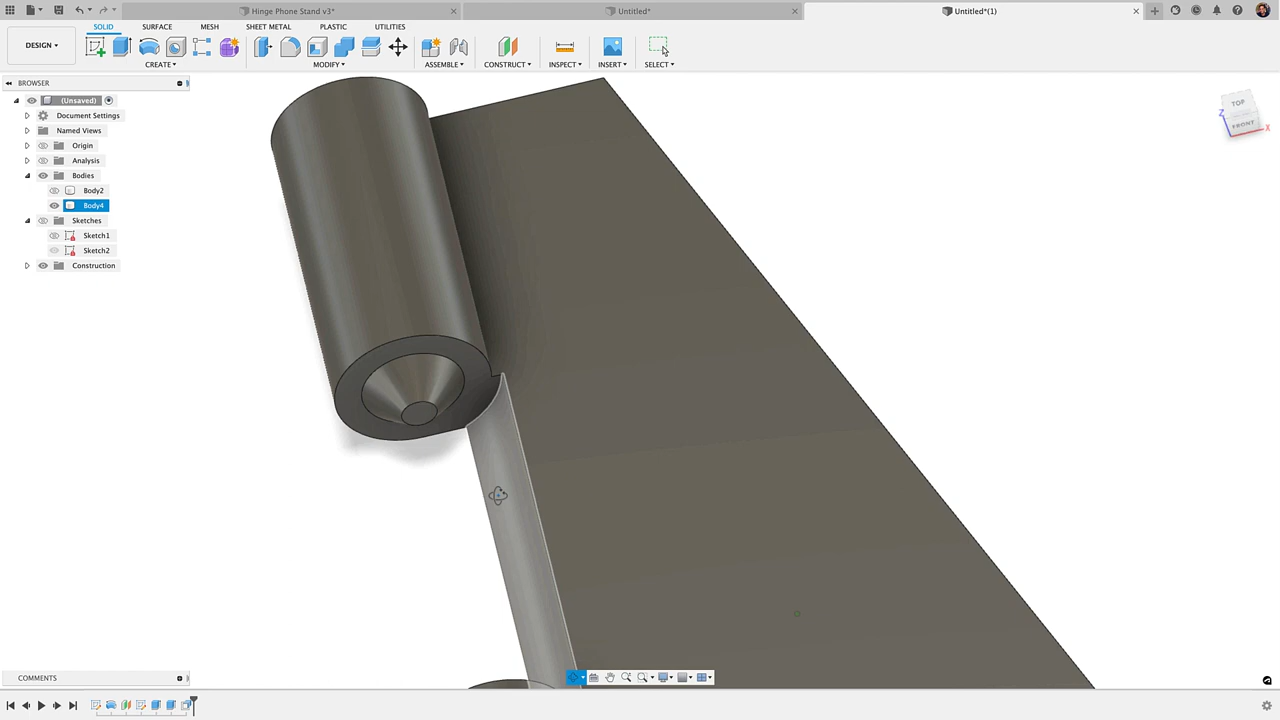 Hinge Phone Stand v3*
Untitled*
Untitled*(1)
SOLID SURFACE MESH SHEET METAL PLASTIC UTILITIES
DESIGN
CREATE MODIFY ASSEMBLE CONSTRUCT INSPECT INSERT SELECT
BROWSER
(Unsaved)
Document Settings
Named Views
Origin
Analysis
Bodies
Body2
Body4
Sketches
Sketch1
Sketch2
Construction
TOP
FRONT
Z
X
COMMENTS